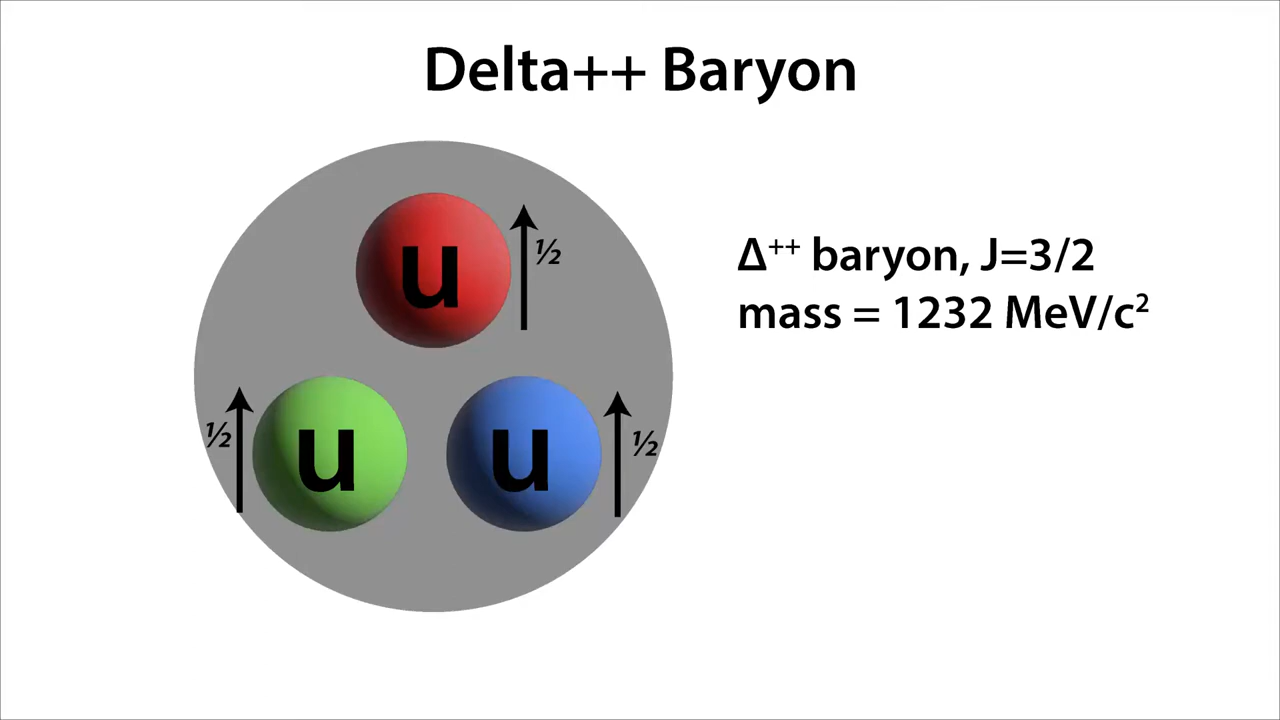 Delta++ Baryon
u
½
Δ⁺⁺ baryon, J=3/2
mass = 1232 MeV/c²
½
u
u
½